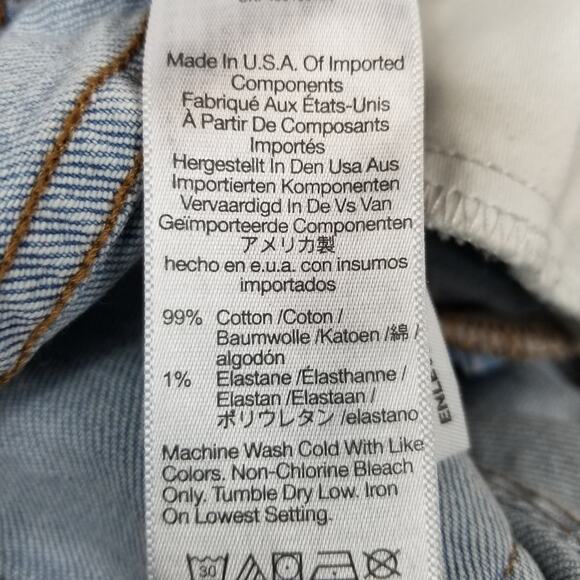 Made In U.S.A. Of Imported
Components
Fabriqué Aux États-Unis
À Partir De Composants
Importés
Hergestellt In Den Usa Aus
Importierten Komponenten
Vervaardigd In De Vs Van
Geïmporteerde Componenten
アメリカ製
hecho en e.u.a. con insumos
importados
99% Cotton /Coton /
Baumwolle /Katoen /綿 /
algodón
1% Elastane /Élasthanne /
Elastan /Elastaan /
ポリウレタン /elastano
Machine Wash Cold With Like
Colors. Non-Chlorine Bleach
Only. Tumble Dry Low. Iron
On Lowest Setting.
30